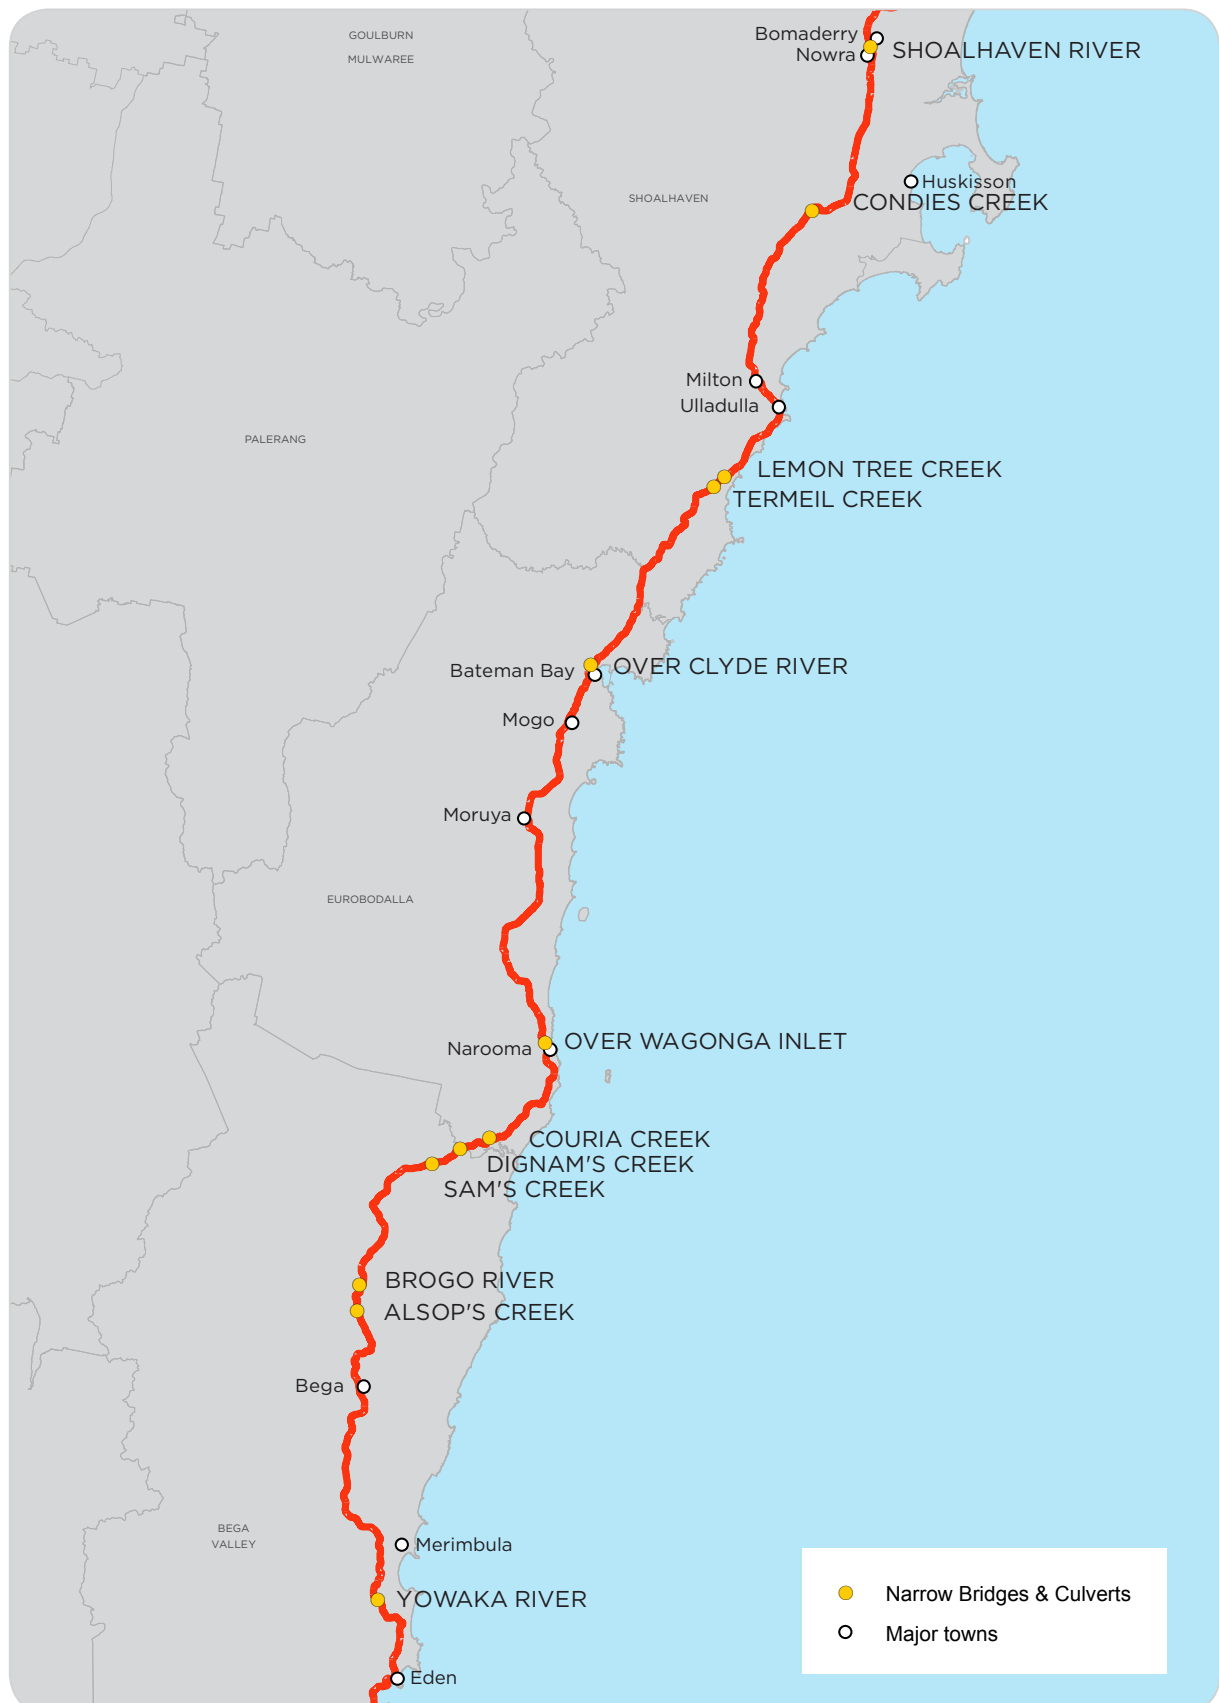 GOULBURN
MULWAREE
Bomaderry
Nowra
SHOALHAVEN RIVER
Huskisson
SHOALHAVEN
CONDIES CREEK
Milton
Ulladulla
PALERANG
LEMON TREE CREEK
TERMEIL CREEK
Bateman Bay
OVER CLYDE RIVER
Mogo
Moruya
EUROBODALLA
Narooma
OVER WAGONGA INLET
COURIA CREEK
DIGNAM'S CREEK
SAM'S CREEK
BROGO RIVER
ALSOP'S CREEK
Bega
BEGA
VALLEY
Merimbula
YOWAKA RIVER
Eden
Narrow Bridges & Culverts
Major towns